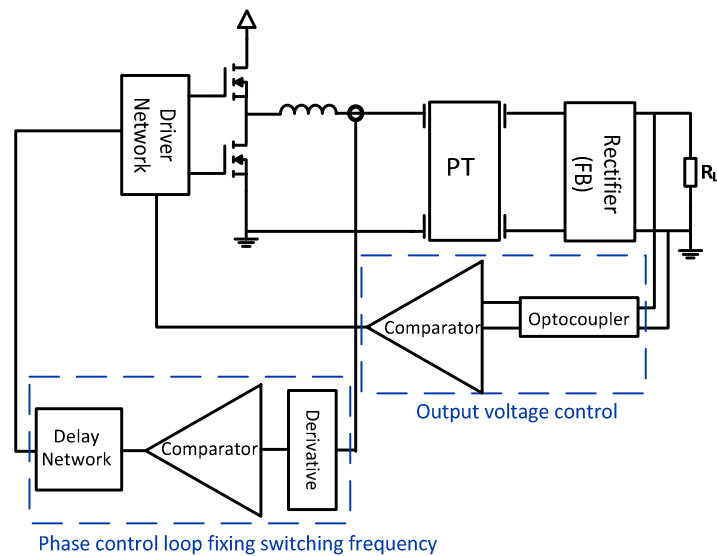 Driver
Network
PT
Rectifier
(FB)
RL
Comparator
Optocoupler
Output voltage control
Delay
Network
Comparator
Derivative
Phase control loop fixing switching frequency